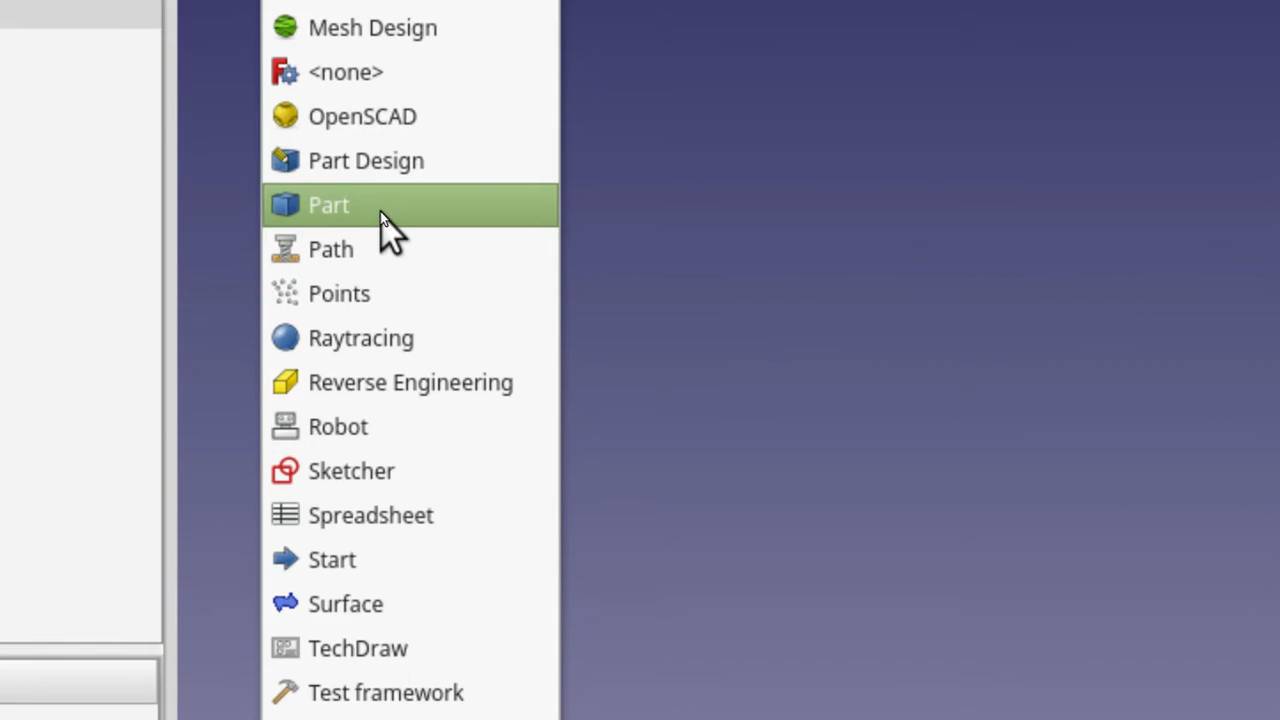 Mesh Design
<none>
OpenSCAD
Part Design
Part
Path
Points
Raytracing
Reverse Engineering
Robot
Sketcher
Spreadsheet
Start
Surface
TechDraw
Test framework